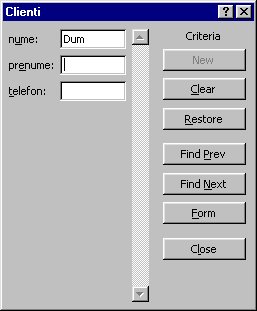 Clienti
nume: Dum
prenume:
telefon:
Criteria
New
Clear
Restore
Find Prev
Find Next
Form
Close